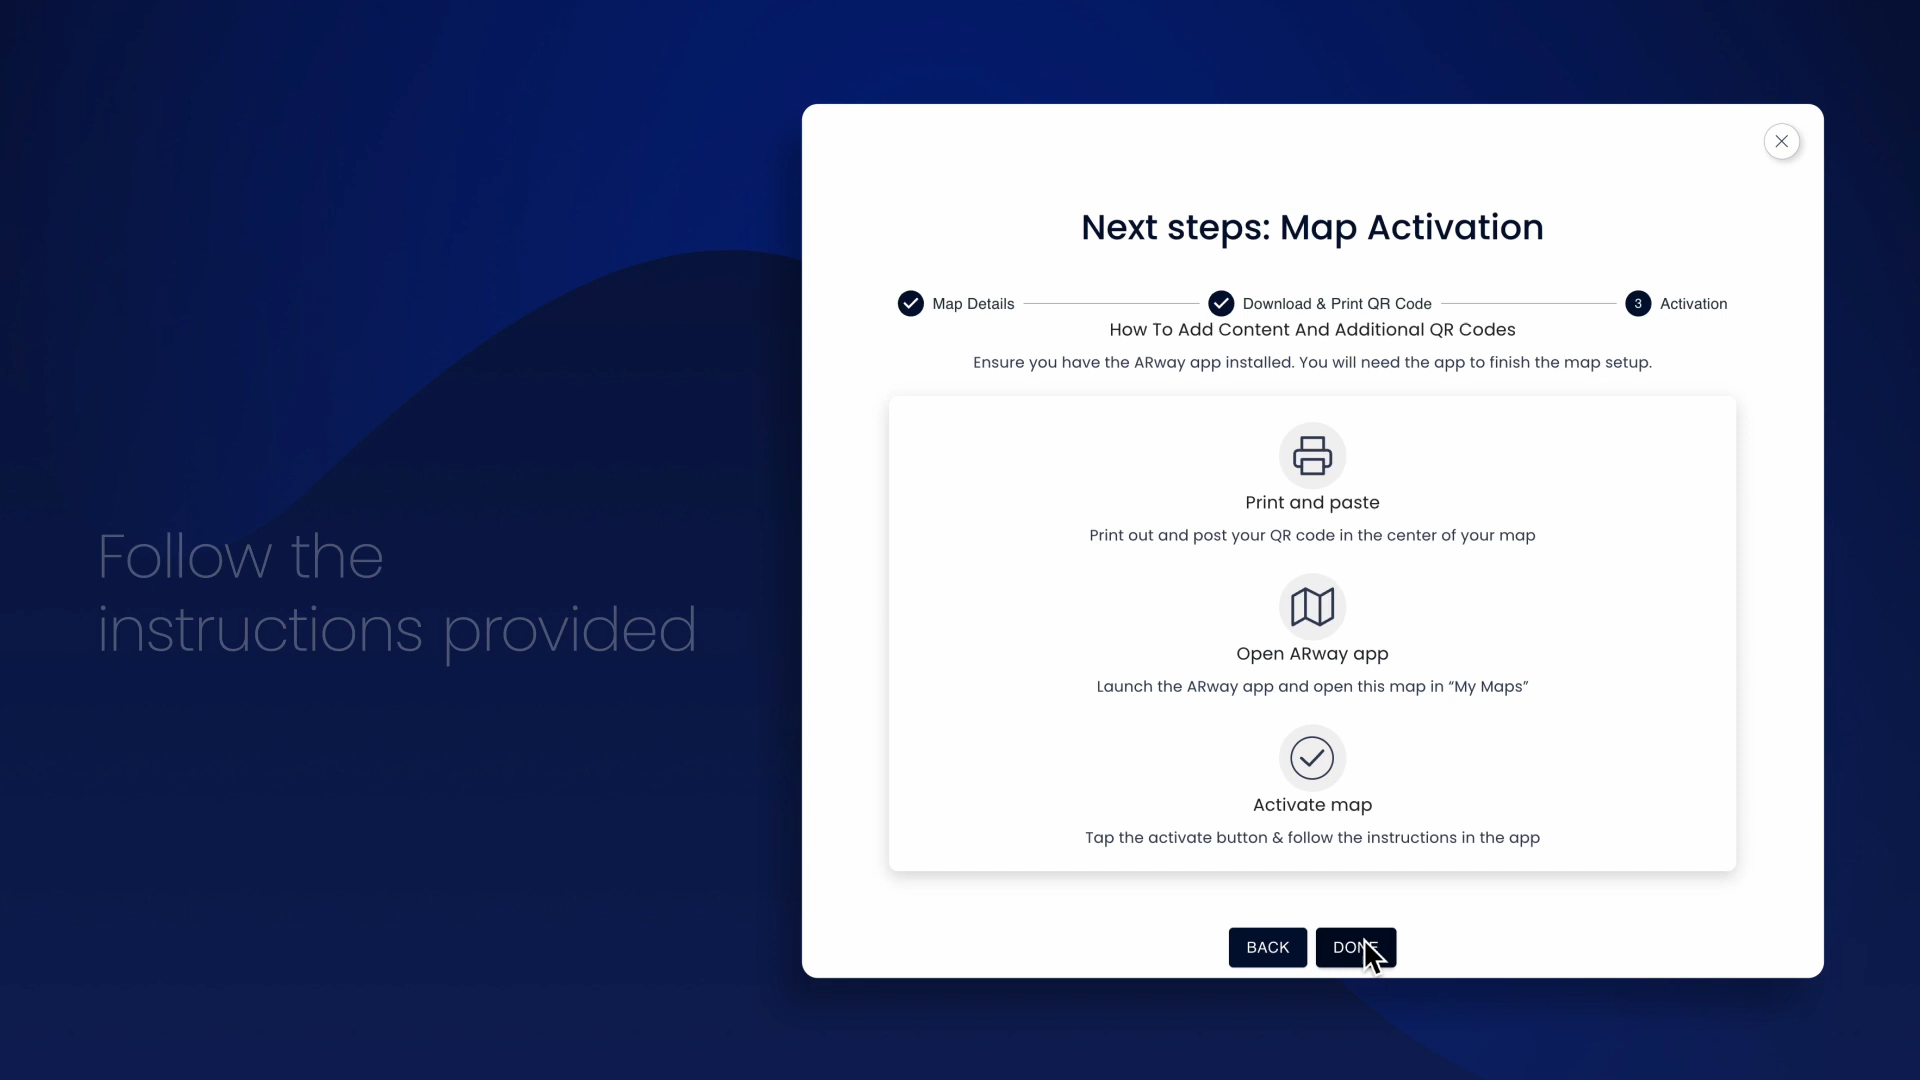 Follow the
instructions provided
Next steps: Map Activation
Map Details
Download & Print QR Code
3 Activation
How To Add Content And Additional QR Codes
Ensure you have the ARway app installed. You will need the app to finish the map setup.
Print and paste
Print out and post your QR code in the center of your map
Open ARway app
Launch the ARway app and open this map in “My Maps”
Activate map
Tap the activate button & follow the instructions in the app
BACK
DONE